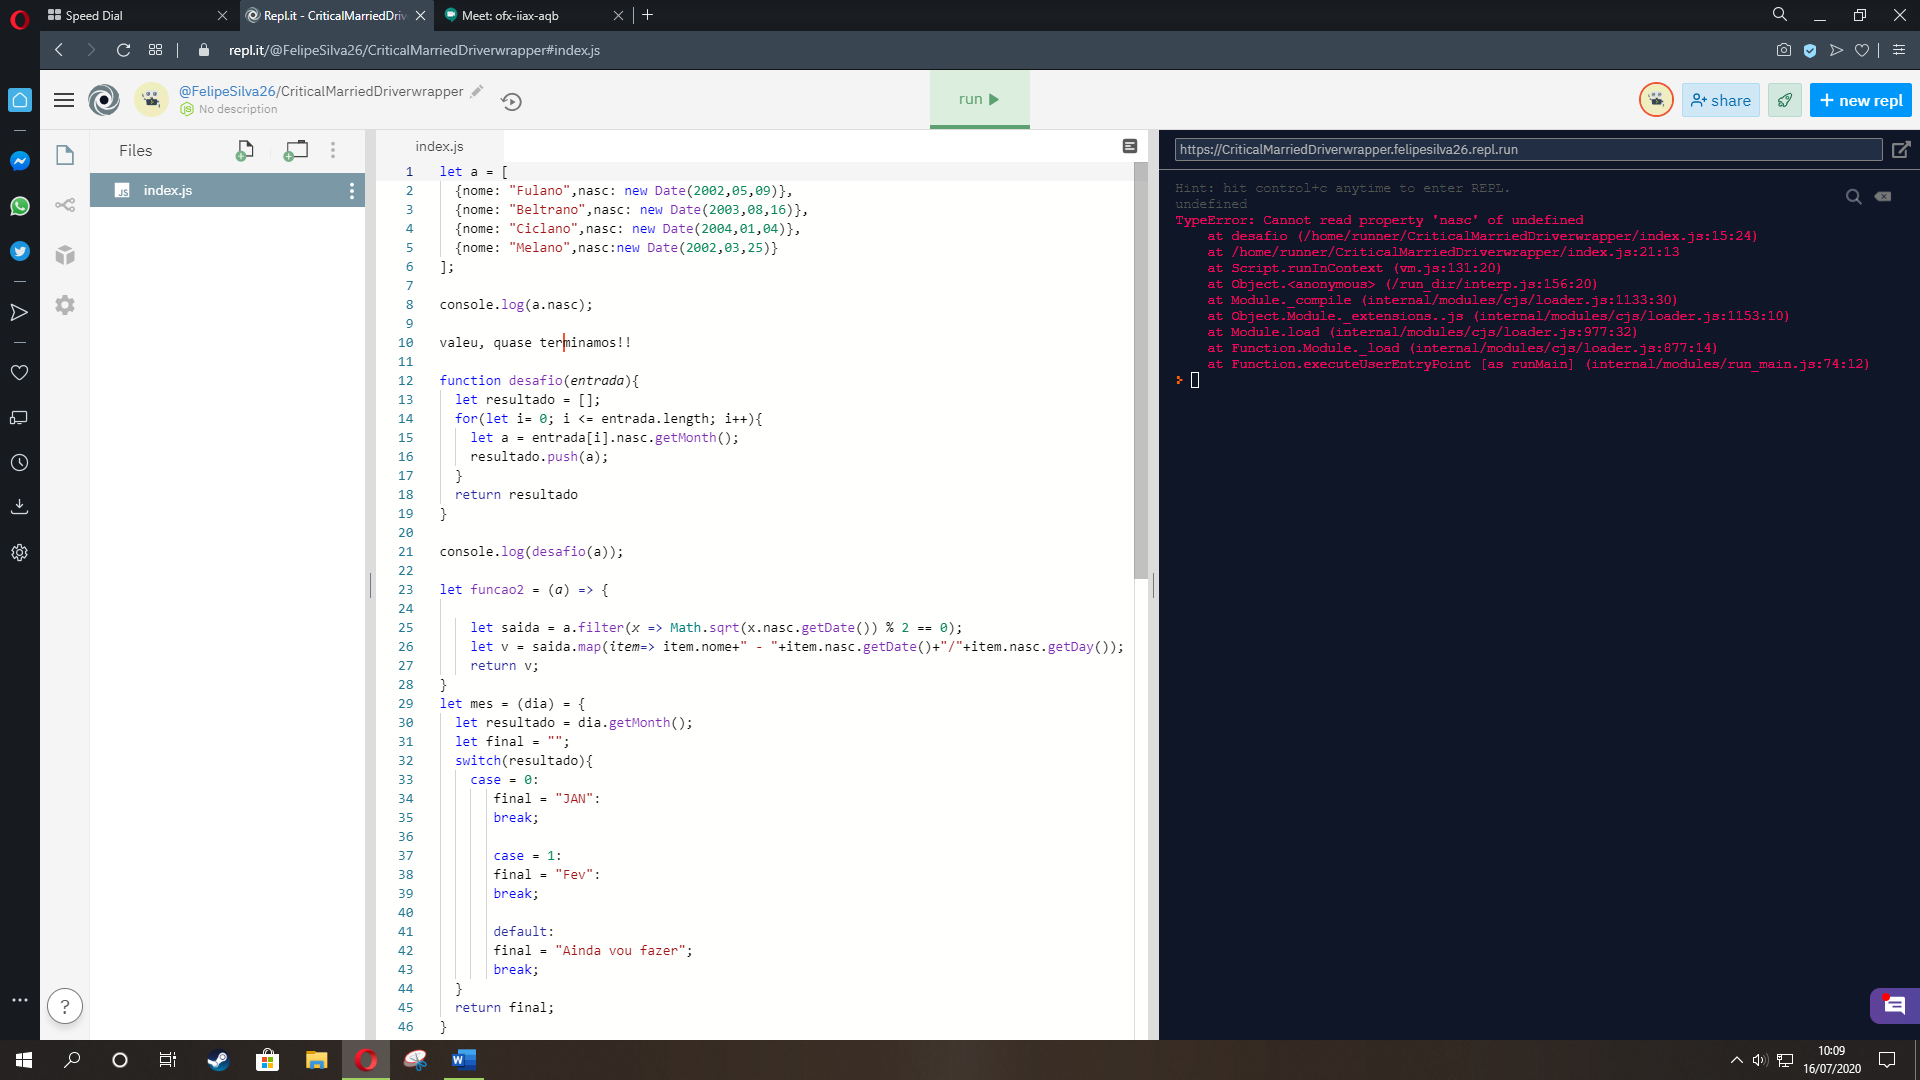 Speed Dial
Repl.it - CriticalMarriedDriv
Meet: ofx-iiax-aqb
repl.it/@FelipeSilva26/CriticalMarriedDriverwrapper#index.js
@FelipeSilva26/CriticalMarriedDriverwrapper
No description
run
share
+ new repl
Files
JS index.js
index.js
1 let a = [
2 {nome: "Fulano",nasc: new Date(2002,05,09)},
3 {nome: "Beltrano",nasc: new Date(2003,08,16)},
4 {nome: "Ciclano",nasc: new Date(2004,01,04)},
5 {nome: "Melano",nasc:new Date(2002,03,25)}
6 ];
7
8 console.log(a.nasc);
9
10 valeu, quase terminamos!!
11
12 function desafio(entrada){
13 let resultado = [];
14 for(let i= 0; i <= entrada.length; i++){
15 let a = entrada[i].nasc.getMonth();
16 resultado.push(a);
17 }
18 return resultado
19 }
20
21 console.log(desafio(a));
22
23 let funcao2 = (a) => {
24
25 let saida = a.filter(x => Math.sqrt(x.nasc.getDate()) % 2 == 0);
26 let v = saida.map(item=> item.nome+" - "+item.nasc.getDate()+"/"+item.nasc.getDay());
27 return v;
28 }
29 let mes = (dia) = {
30 let resultado = dia.getMonth();
31 let final = "";
32 switch(resultado){
33 case = 0:
34 final = "JAN":
35 break;
36
37 case = 1:
38 final = "Fev":
39 break;
40
41 default:
42 final = "Ainda vou fazer";
43 break;
44 }
45 return final;
46 }
https://CriticalMarriedDriverwrapper.felipesilva26.repl.run
Hint: hit control+c anytime to enter REPL.
undefined
TypeError: Cannot read property 'nasc' of undefined
at desafio (/home/runner/CriticalMarriedDriverwrapper/index.js:15:24)
at /home/runner/CriticalMarriedDriverwrapper/index.js:21:13
at Script.runInContext (vm.js:131:20)
at Object.<anonymous> (/run_dir/interp.js:156:20)
at Module._compile (internal/modules/cjs/loader.js:1133:30)
at Object.Module._extensions..js (internal/modules/cjs/loader.js:1153:10)
at Module.load (internal/modules/cjs/loader.js:977:32)
at Function.Module._load (internal/modules/cjs/loader.js:877:14)
at Function.executeUserEntryPoint [as runMain] (internal/modules/run_main.js:74:12)
?
W
10:09
16/07/2020